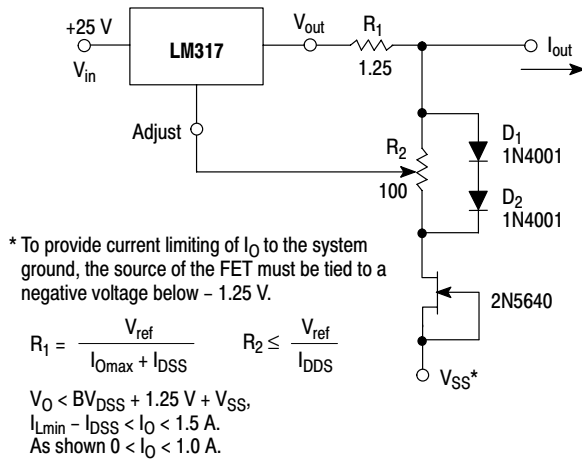 +25 V
V_in
LM317
V_out
R_1
1.25
I_out
Adjust
R_2
100
D_1
1N4001
D_2
1N4001
* To provide current limiting of I_O to the system
ground, the source of the FET must be tied to a
negative voltage below – 1.25 V.
2N5640
V_SS*
R_1 = V_ref / (I_Omax + I_DSS)
R_2 ≤ V_ref / I_DDS
V_O < BV_DSS + 1.25 V + V_SS,
I_Lmin – I_DSS < I_O < 1.5 A.
As shown 0 < I_O < 1.0 A.